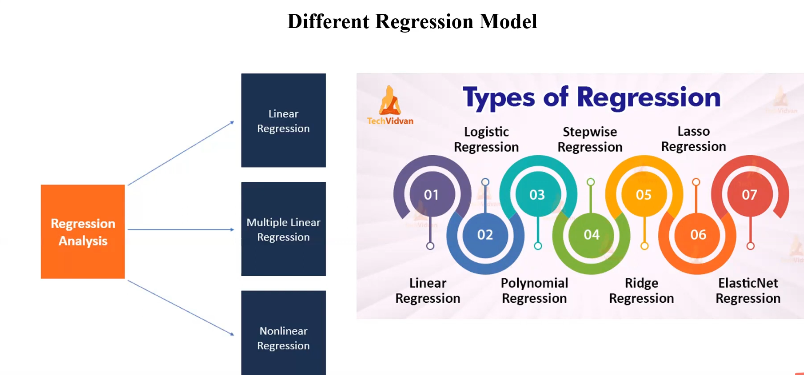 Different Regression Model
Regression
Analysis
Linear
Regression
Multiple Linear
Regression
Nonlinear
Regression
TechVidvan
Types of Regression
Logistic
Regression
Stepwise
Regression
Lasso
Regression
01
02
03
04
05
06
07
Linear
Regression
Polynomial
Regression
Ridge
Regression
ElasticNet
Regression